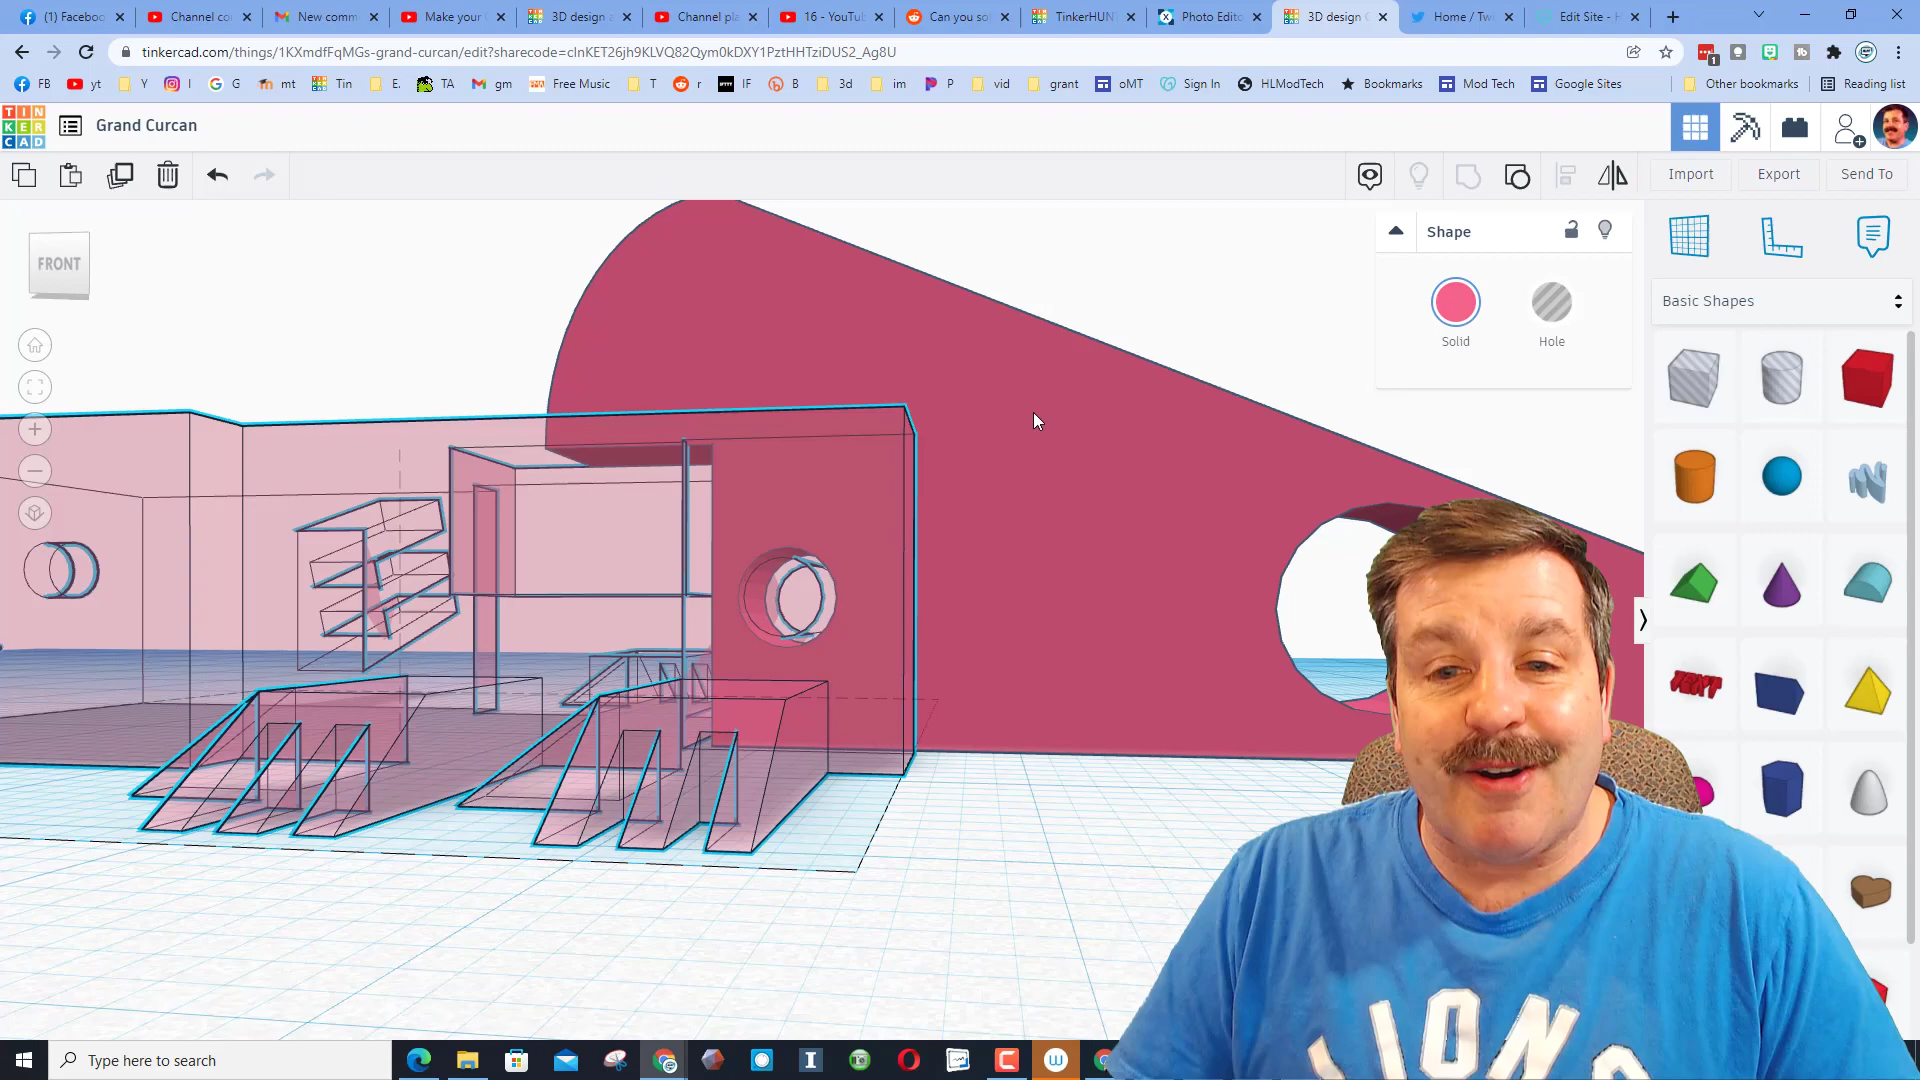 (1) Faceboo
Channel co
New comm
Make your (
3D design a
Channel pla
16 - YouTu
Can you so
TinkerHUN
Photo Edito
3D design
Home / Tw
Edit Site - H
tinkercad.com/things/1KXmdfFqMGs-grand-curcan/edit?sharecode=cInKET26jh9KLVQ82Qym0kDXY1PztHHTziDUS2_Ag8U
FB
yt
Y
I
G
mt
Tin
E.
TA
gm
Free Music
T
r
IF
B
3d
im
P
vid
grant
oMT
Sign In
HLModTech
Bookmarks
Mod Tech
Google Sites
Other bookmarks
Reading list
TIN
KER
CAD
Grand Curcan
Import
Export
Send To
FRONT
Shape
Solid
Hole
Basic Shapes
TEXT
LIONS
Type here to search